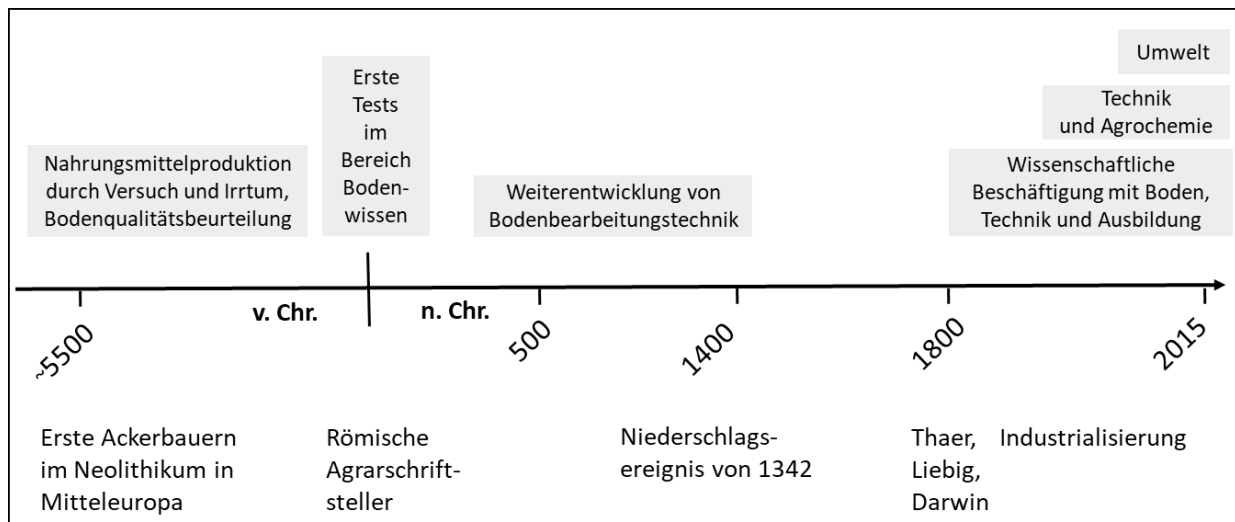 Umwelt
Technik
und Agrochemie
Erste
Tests
im
Bereich
Boden-
wissen
Nahrungsmittelproduktion
durch Versuch und Irrtum,
Bodenqualitätsbeurteilung
Weiterentwicklung von
Bodenbearbeitungstechnik
Wissenschaftliche
Beschäftigung mit Boden,
Technik und Ausbildung
v. Chr.
n. Chr.
~5500
500
1400
1800
2015
Erste Ackerbauern
im Neolithikum in
Mitteleuropa
Römische
Agrarschrift-
steller
Niederschlags-
ereignis von 1342
Thaer,
Liebig,
Darwin
Industrialisierung